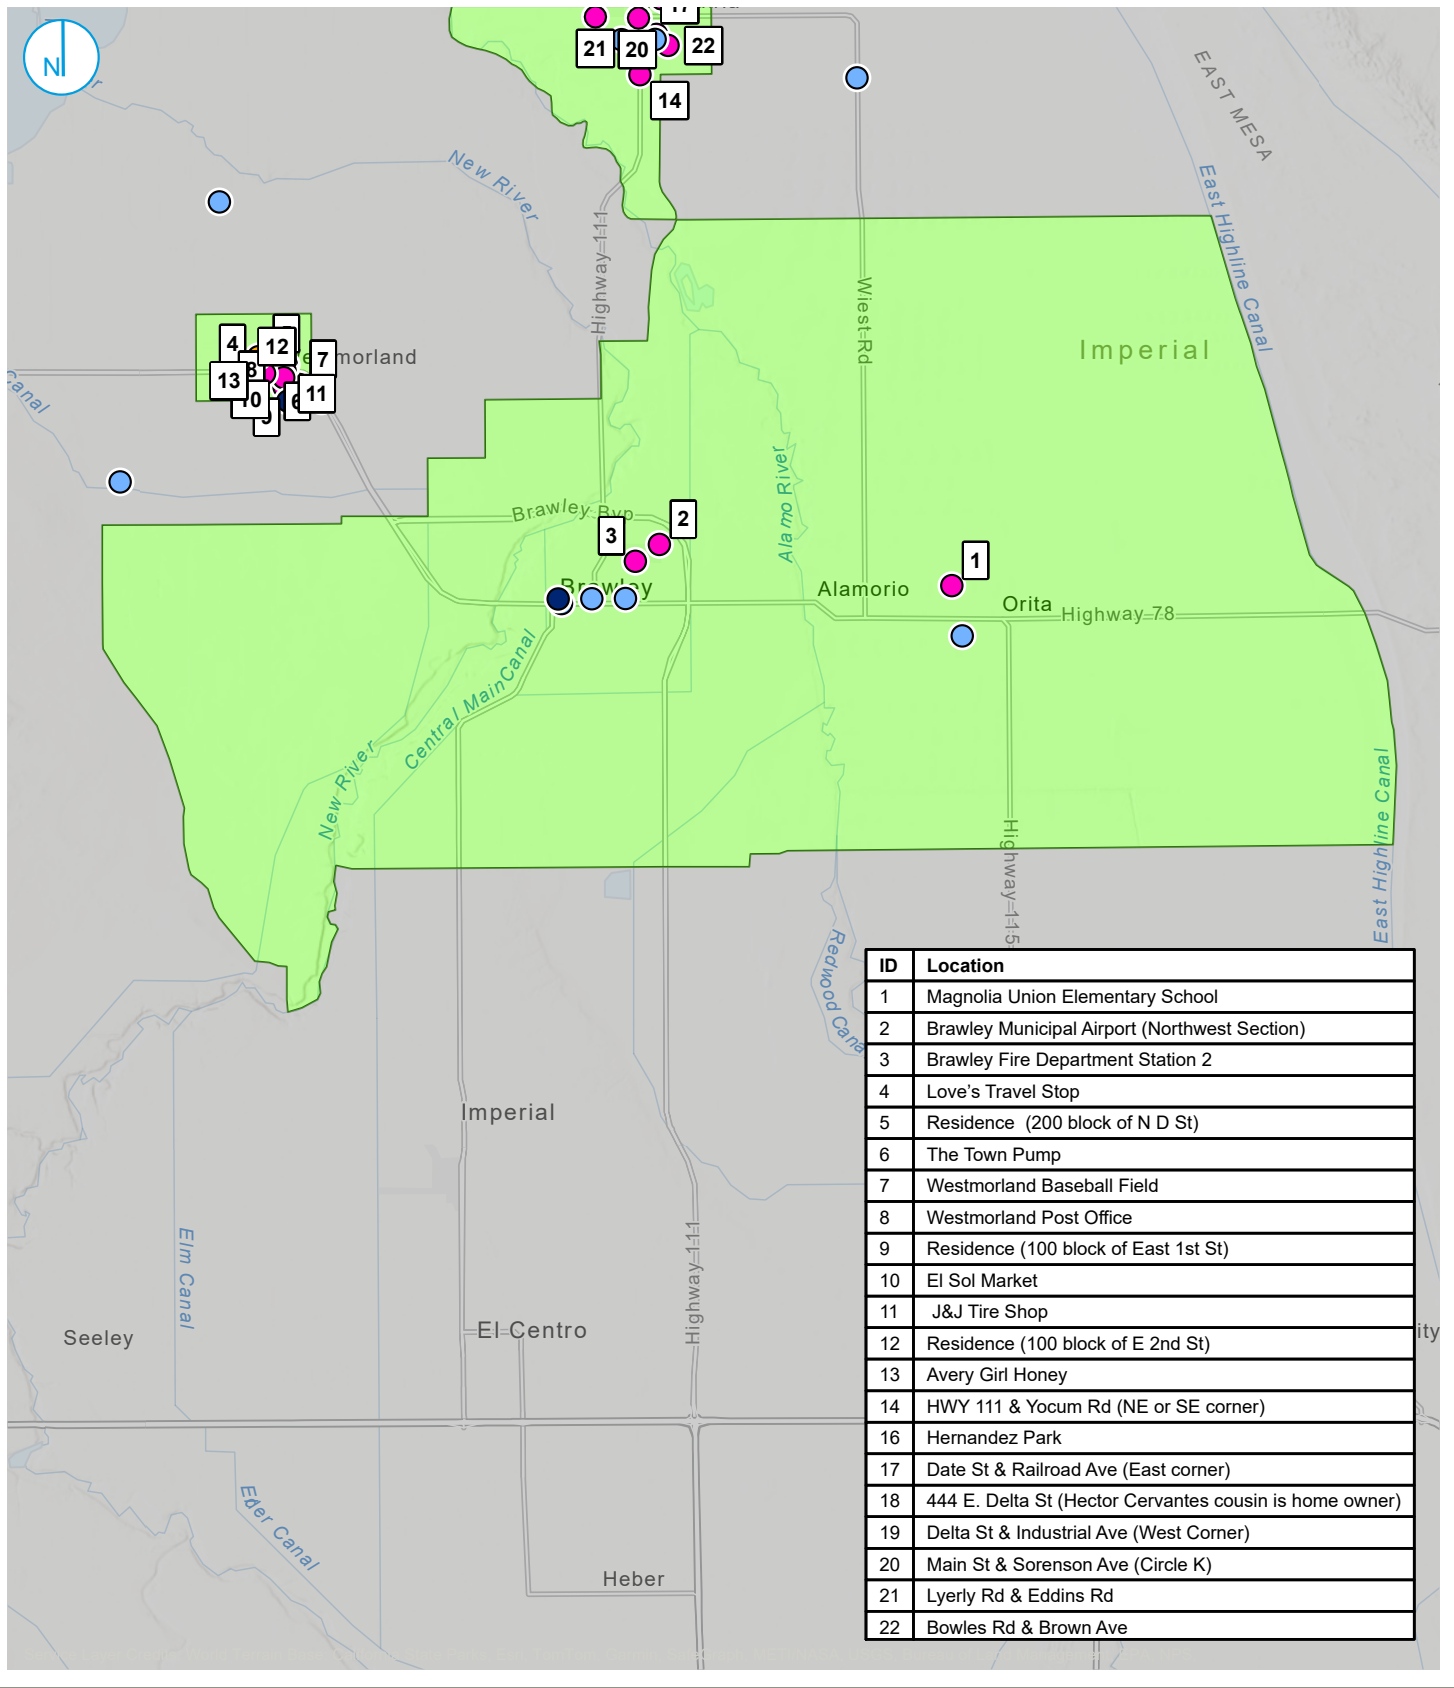 17
21
20
22
14
N
EAST MESA
New River
East Highline Canal
Highway 111
Wiest Rd
Imperial
4
12
7
morland
8
13
11
10
6
9
Canal
Alamo River
Brawley Byp
2
3
1
Brawley
Alamorio
Orita
Highway 78
Central Main Canal
New River
Highway 115
East Highline Canal
Redwood Cana
ID Location
1 Magnolia Union Elementary School
2 Brawley Municipal Airport (Northwest Section)
3 Brawley Fire Department Station 2
4 Love's Travel Stop
5 Residence (200 block of N D St)
6 The Town Pump
7 Westmorland Baseball Field
8 Westmorland Post Office
9 Residence (100 block of East 1st St)
10 El Sol Market
11 J&J Tire Shop
12 Residence (100 block of E 2nd St)
13 Avery Girl Honey
14 HWY 111 & Yocum Rd (NE or SE corner)
16 Hernandez Park
17 Date St & Railroad Ave (East corner)
18 444 E. Delta St (Hector Cervantes cousin is home owner)
19 Delta St & Industrial Ave (West Corner)
20 Main St & Sorenson Ave (Circle K)
21 Lyerly Rd & Eddins Rd
22 Bowles Rd & Brown Ave
Imperial
Elm Canal
Highway 111
Seeley
El Centro
ity
Eder Canal
Heber